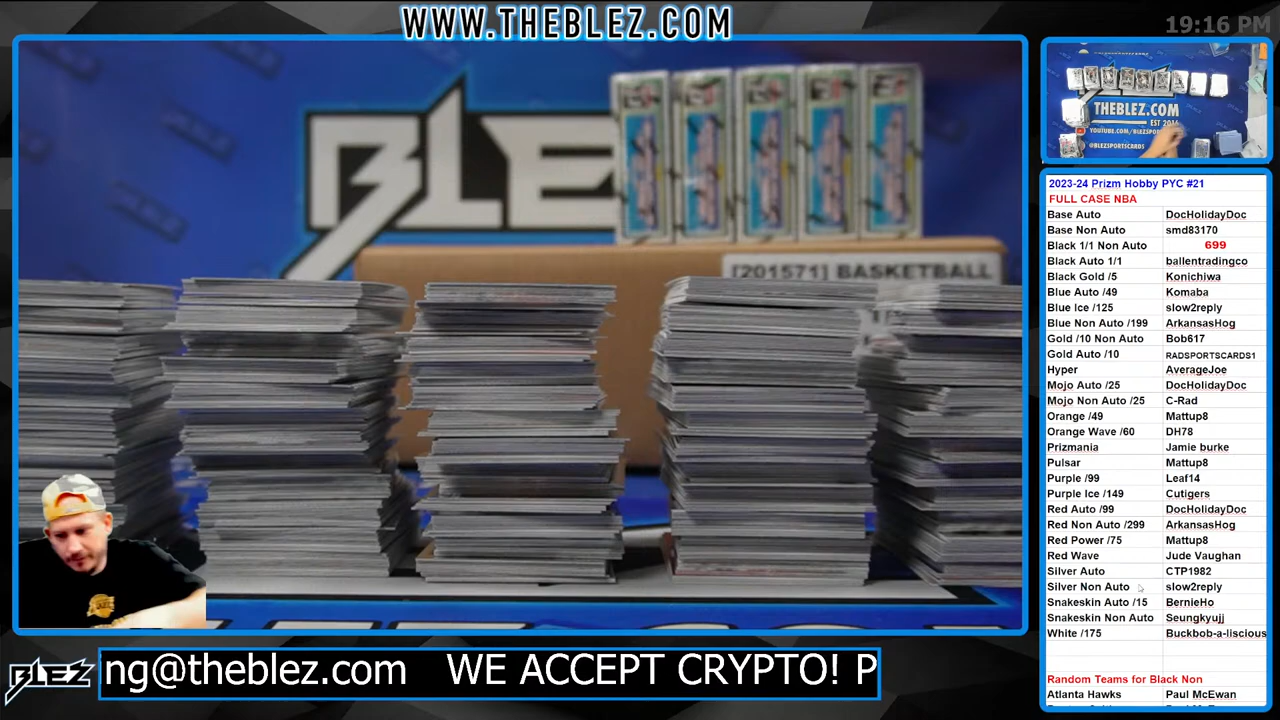 WWW.THEBLEZ.COM
19:16 PM
BLEZ
[201571] BASKETBALL
THEBLEZ.COM
EST
@BLEZSPORTSCARDS
2023-24 Prizm Hobby PYC #21
FULL CASE NBA
Base Auto DocHolidayDoc
Base Non Auto smd83170
Black 1/1 Non Auto 699
Black Auto 1/1 ballentradingco
Black Gold /5 Konichiwa
Blue Auto /49 Komaba
Blue Ice /125 slow2reply
Blue Non Auto /199 ArkansasHog
Gold /10 Non Auto Bob617
Gold Auto /10 RADSPORTSCARDS1
Hyper AverageJoe
Mojo Auto /25 DocHolidayDoc
Mojo Non Auto /25 C-Rad
Orange /49 Mattup8
Orange Wave /60 DH78
Prizmania Jamie burke
Pulsar Mattup8
Purple /99 Leaf14
Purple Ice /149 Cutigers
Red Auto /99 DocHolidayDoc
Red Non Auto /299 ArkansasHog
Red Power /75 Mattup8
Red Wave Jude Vaughan
Silver Auto CTP1982
Silver Non Auto slow2reply
Snakeskin Auto /15 BernieHo
Snakeskin Non Auto Seungkyujj
White /175 Buckbob-a-liscious
Random Teams for Black Non
Atlanta Hawks Paul McEwan
BLEZ
ng@theblez.com WE ACCEPT CRYPTO! P